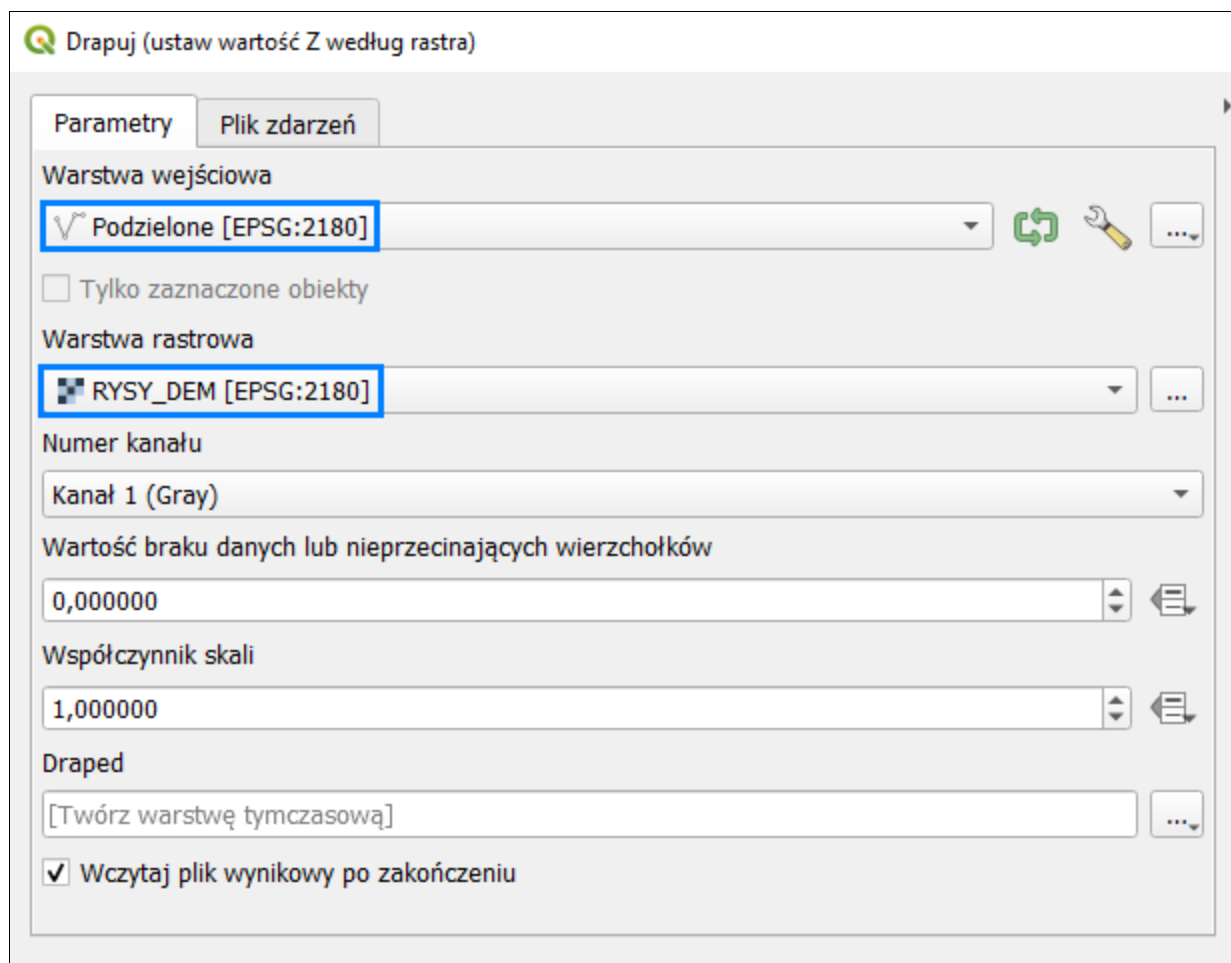 Drapuj (ustaw wartość Z według rastra)
Parametry
Plik zdarzeń
Warstwa wejściowa
Podzielone [EPSG:2180]
...
Tylko zaznaczone obiekty
Warstwa rastrowa
RYSY_DEM [EPSG:2180]
...
Numer kanału
Kanał 1 (Gray)
Wartość braku danych lub nieprzecinających wierzchołków
0,000000
Współczynnik skali
1,000000
Draped
[Twórz warstwę tymczasową]
...
Wczytaj plik wynikowy po zakończeniu